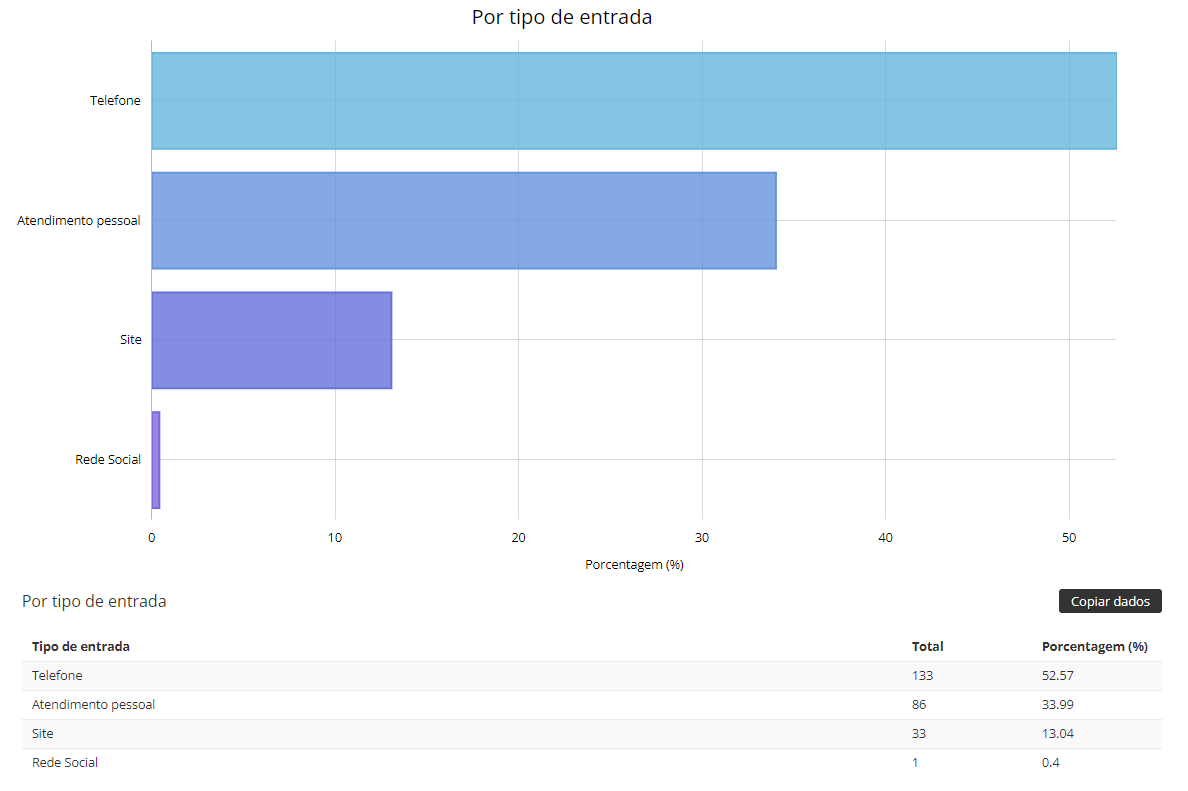 Por tipo de entrada
Telefone
Atendimento pessoal
Site
Rede Social
0 10 20 30 40 50
Porcentagem (%)
Por tipo de entrada Copiar dados
Tipo de entrada Total Porcentagem (%)
Telefone 133 52.57
Atendimento pessoal 86 33.99
Site 33 13.04
Rede Social 1 0.4